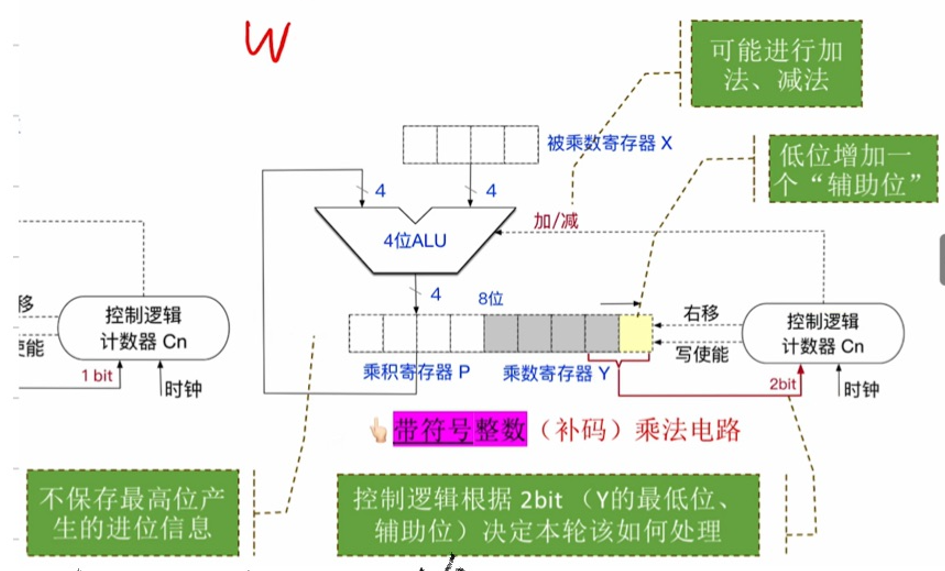 W
可能进行加
法、减法
被乘数寄存器 X
低位增加一
个“辅助位”
4
4
加/减
4位ALU
4
8位
移
控制逻辑
计数器 Cn
使能
1 bit
时钟
右移
写使能
控制逻辑
计数器 Cn
乘积寄存器 P
乘数寄存器 Y
2bit
时钟
带符号整数（补码）乘法电路
不保存最高位产
生的进位信息
控制逻辑根据 2bit （Y的最低位、
辅助位）决定本轮该如何处理